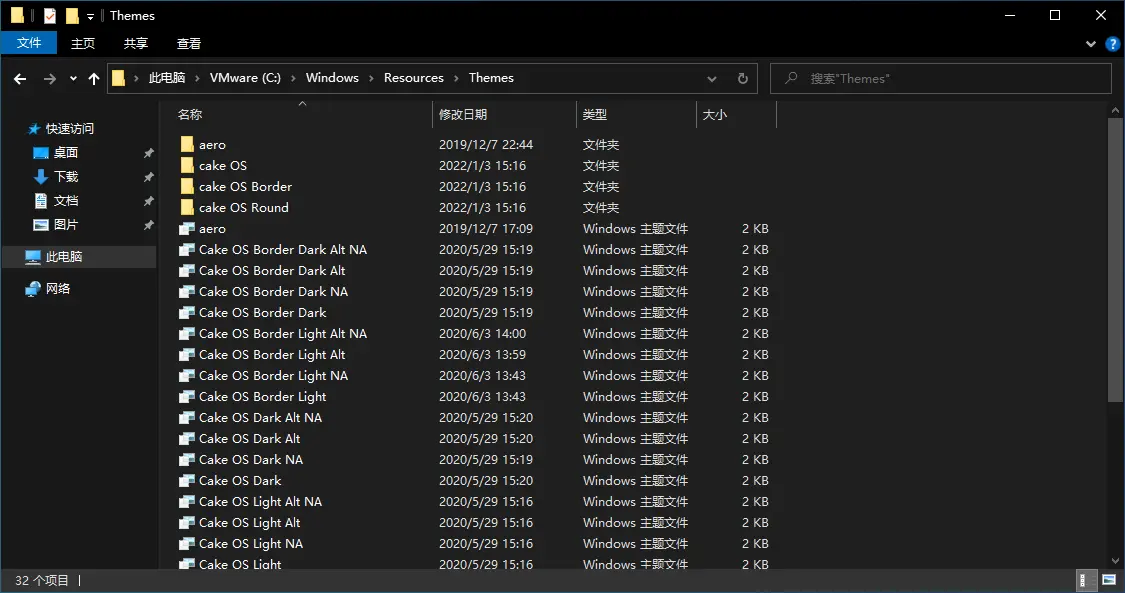 Themes
文件 主页 共享 查看
此电脑 › VMware (C:) › Windows › Resources › Themes
搜索"Themes"
快速访问
桌面
下载
文档
图片
此电脑
网络
名称 修改日期 类型 大小
aero 2019/12/7 22:44 文件夹
cake OS 2022/1/3 15:16 文件夹
cake OS Border 2022/1/3 15:16 文件夹
cake OS Round 2022/1/3 15:16 文件夹
aero 2019/12/7 17:09 Windows 主题文件 2 KB
Cake OS Border Dark Alt NA 2020/5/29 15:19 Windows 主题文件 2 KB
Cake OS Border Dark Alt 2020/5/29 15:19 Windows 主题文件 2 KB
Cake OS Border Dark NA 2020/5/29 15:19 Windows 主题文件 2 KB
Cake OS Border Dark 2020/5/29 15:19 Windows 主题文件 2 KB
Cake OS Border Light Alt NA 2020/6/3 14:00 Windows 主题文件 2 KB
Cake OS Border Light Alt 2020/6/3 13:59 Windows 主题文件 2 KB
Cake OS Border Light NA 2020/6/3 13:43 Windows 主题文件 2 KB
Cake OS Border Light 2020/6/3 13:43 Windows 主题文件 2 KB
Cake OS Dark Alt NA 2020/5/29 15:20 Windows 主题文件 2 KB
Cake OS Dark Alt 2020/5/29 15:20 Windows 主题文件 2 KB
Cake OS Dark NA 2020/5/29 15:19 Windows 主题文件 2 KB
Cake OS Dark 2020/5/29 15:20 Windows 主题文件 2 KB
Cake OS Light Alt NA 2020/5/29 15:16 Windows 主题文件 2 KB
Cake OS Light Alt 2020/5/29 15:16 Windows 主题文件 2 KB
Cake OS Light NA 2020/5/29 15:16 Windows 主题文件 2 KB
Cake OS Light 2020/5/29 15:16 Windows 主题文件 2 KB
32 个项目